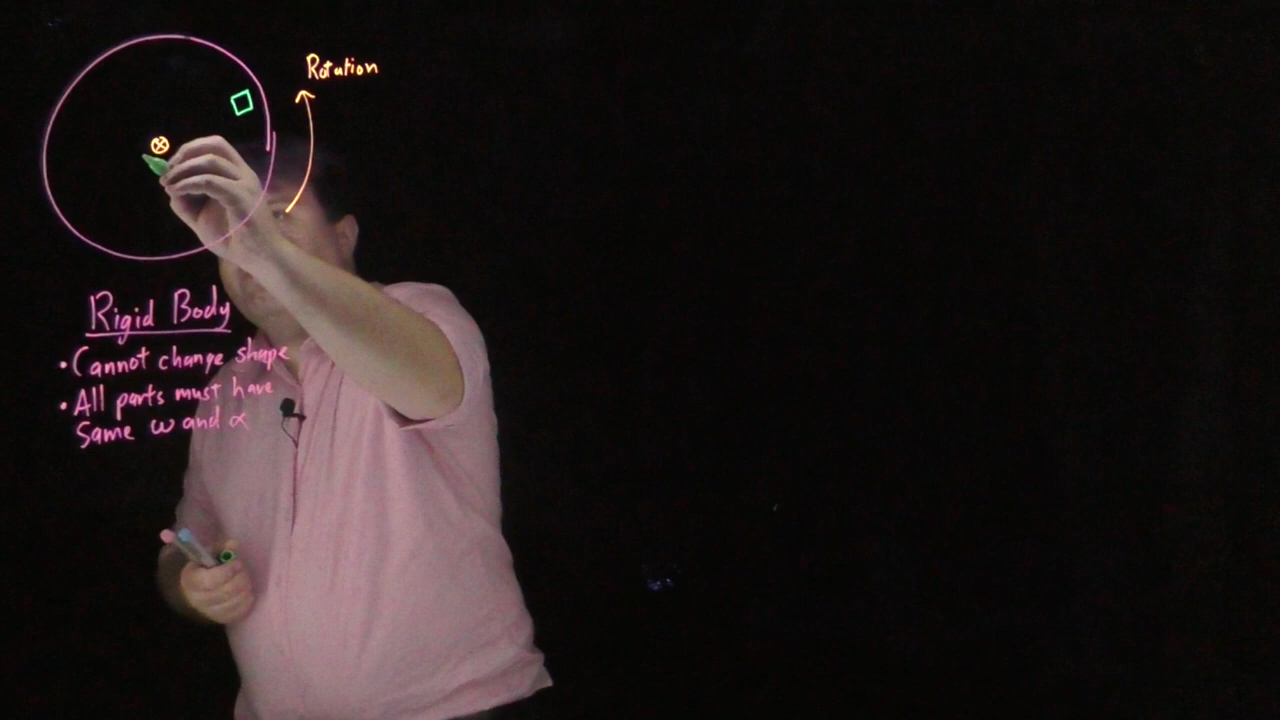 Rotation
Rigid Body
• Cannot change shape
• All parts must have
Same ω and α